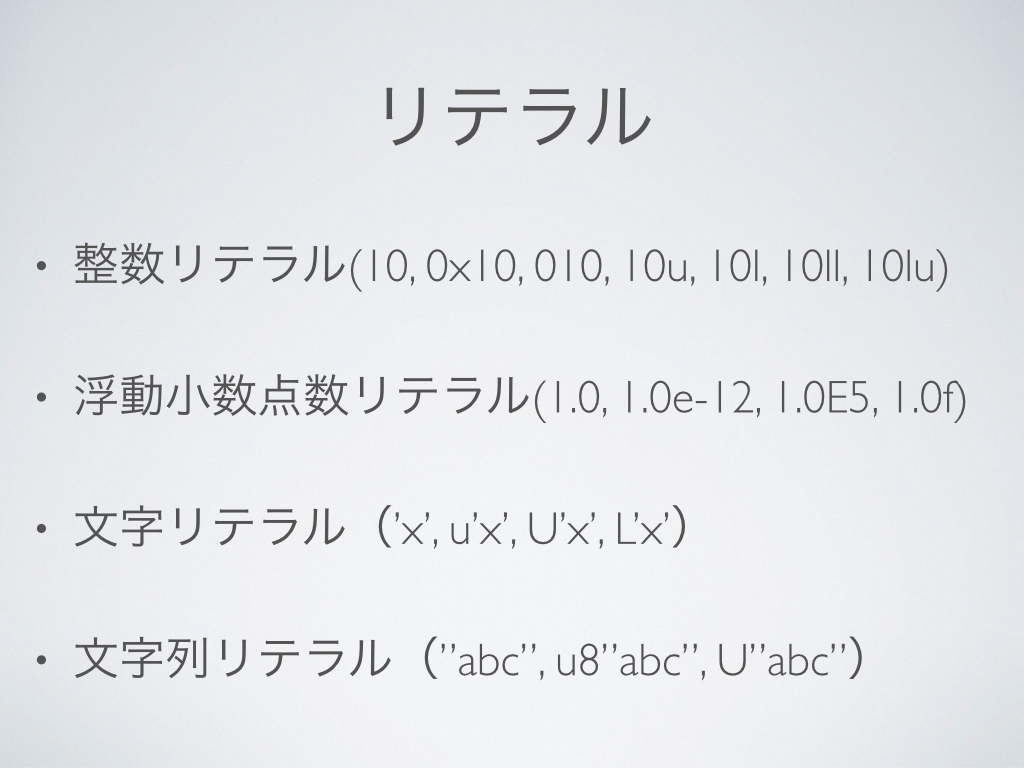 リテラル
• 整数リテラル(10, 0x10, 010, 10u, 10l, 10ll, 10lu)
• 浮動小数点数リテラル(1.0, 1.0e-12, 1.0E5, 1.0f)
• 文字リテラル（’x’, u’x’, U’x’, L’x’）
• 文字列リテラル（”abc”, u8”abc”, U”abc”）